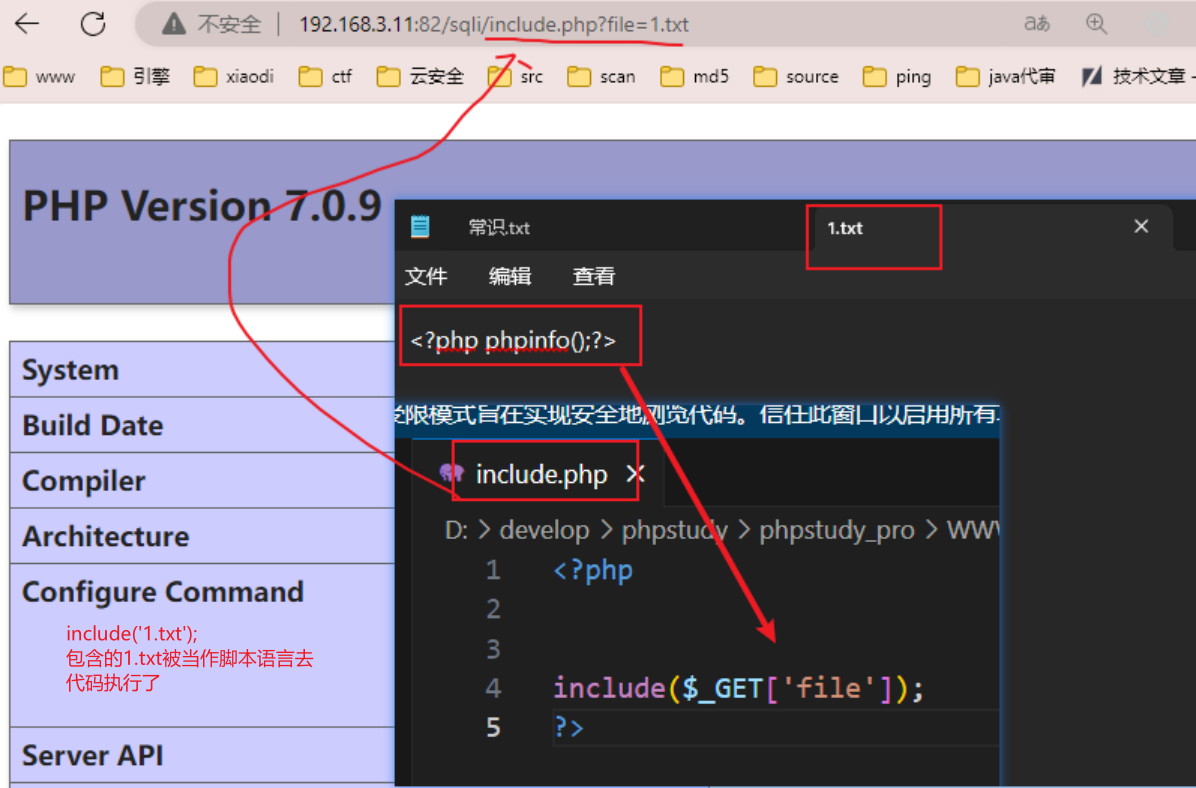 不安全 192.168.3.11:82/sqli/include.php?file=1.txt aあ
www 引擎 xiaodi ctf 云安全 src scan md5 source ping java代审 技术文章 -
PHP Version 7.0.9
常识.txt 1.txt
文件 编辑 查看
<?php phpinfo();?>
System
Build Date
Compiler
Architecture
Configure Command
include('1.txt');
包含的1.txt被当作脚本语言去
代码执行了
Server API
受限模式旨在实现安全地浏览代码。信任此窗口以启用所有
include.php
D: > develop > phpstudy > phpstudy_pro > WWW
1 <?php
2
3
4 include($_GET['file']);
5 ?>